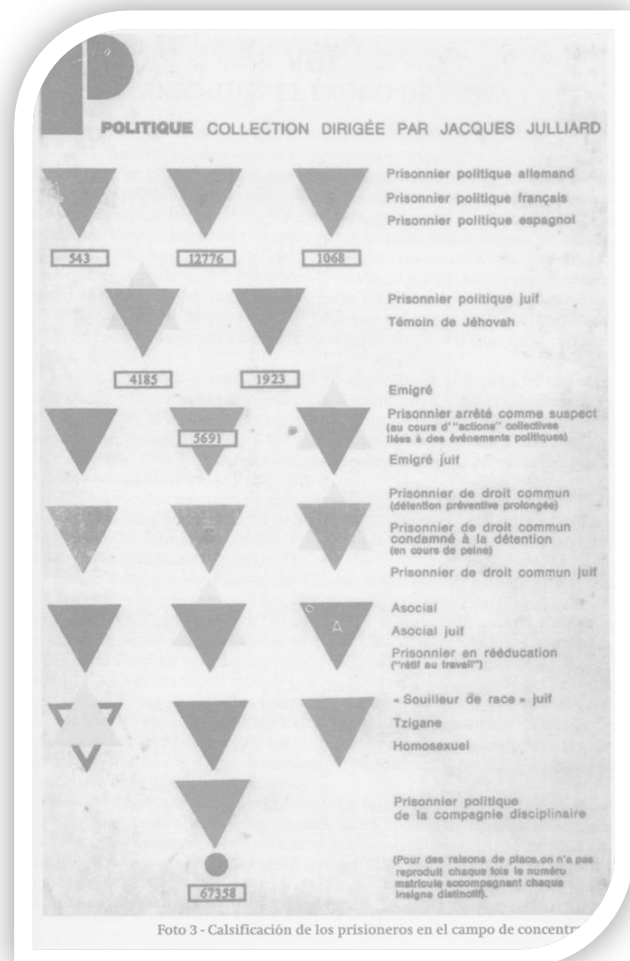 POLITIQUE COLLECTION DIRIGÉE PAR JACQUES JULLIARD
Prisonnier politique allemand
Prisonnier politique français
Prisonnier politique espagnol
543 12776 1068
Prisonnier politique juif
Témoin de Jéhovah
4185 1923
Emigré
Prisonnier arrêté comme suspect
(au cours d'"actions" collectives
liées à des événements politiques)
5691
Emigré juif
Prisonnier de droit commun
(détention préventive prolongée)
Prisonnier de droit commun
condamné à la détention
(en cours de peine)
S
Prisonnier de droit commun juif
Asocial
A
Asocial juif
Prisonnier en rééducation
("rétif au travail")
« Souilleur de race » juif
Tzigane
Homosexuel
Prisonnier politique
de la compagnie disciplinaire
(Pour des raisons de place,on n'a pas
reproduit chaque fois le numéro
matricule accompagnant chaque
insigne distinctif).
67358
Foto 3 - Calsificación de los prisioneros en el campo de